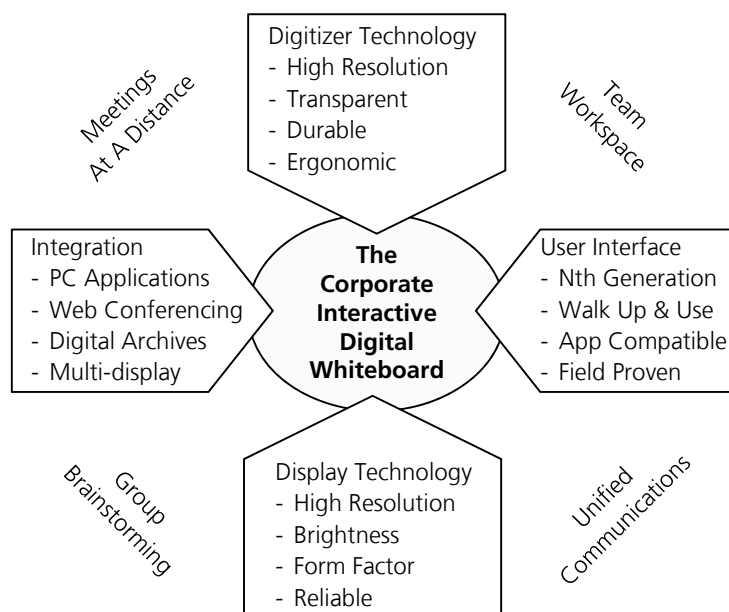 Meetings
At A Distance
Digitizer Technology
- High Resolution
- Transparent
- Durable
- Ergonomic
Team
Workspace
Integration
- PC Applications
- Web Conferencing
- Digital Archives
- Multi-display
The
Corporate
Interactive
Digital
Whiteboard
User Interface
- Nth Generation
- Walk Up & Use
- App Compatible
- Field Proven
Group
Brainstorming
Display Technology
- High Resolution
- Brightness
- Form Factor
- Reliable
Unified
Communications